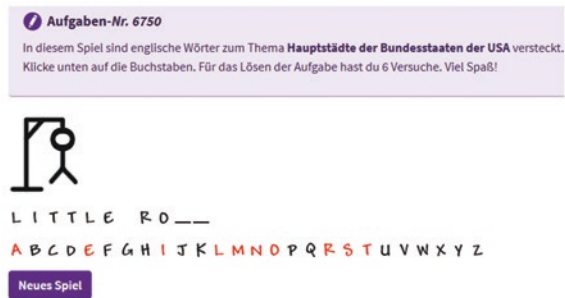 Aufgaben-Nr. 6750
In diesem Spiel sind englische Wörter zum Thema Hauptstädte der Bundesstaaten der USA versteckt.
Klicke unten auf die Buchstaben. Für das Lösen der Aufgabe hast du 6 Versuche. Viel Spaß!
LITTLE RO__
A B C D E F G H I J K L M N O P Q R S T U V W X Y Z
Neues Spiel